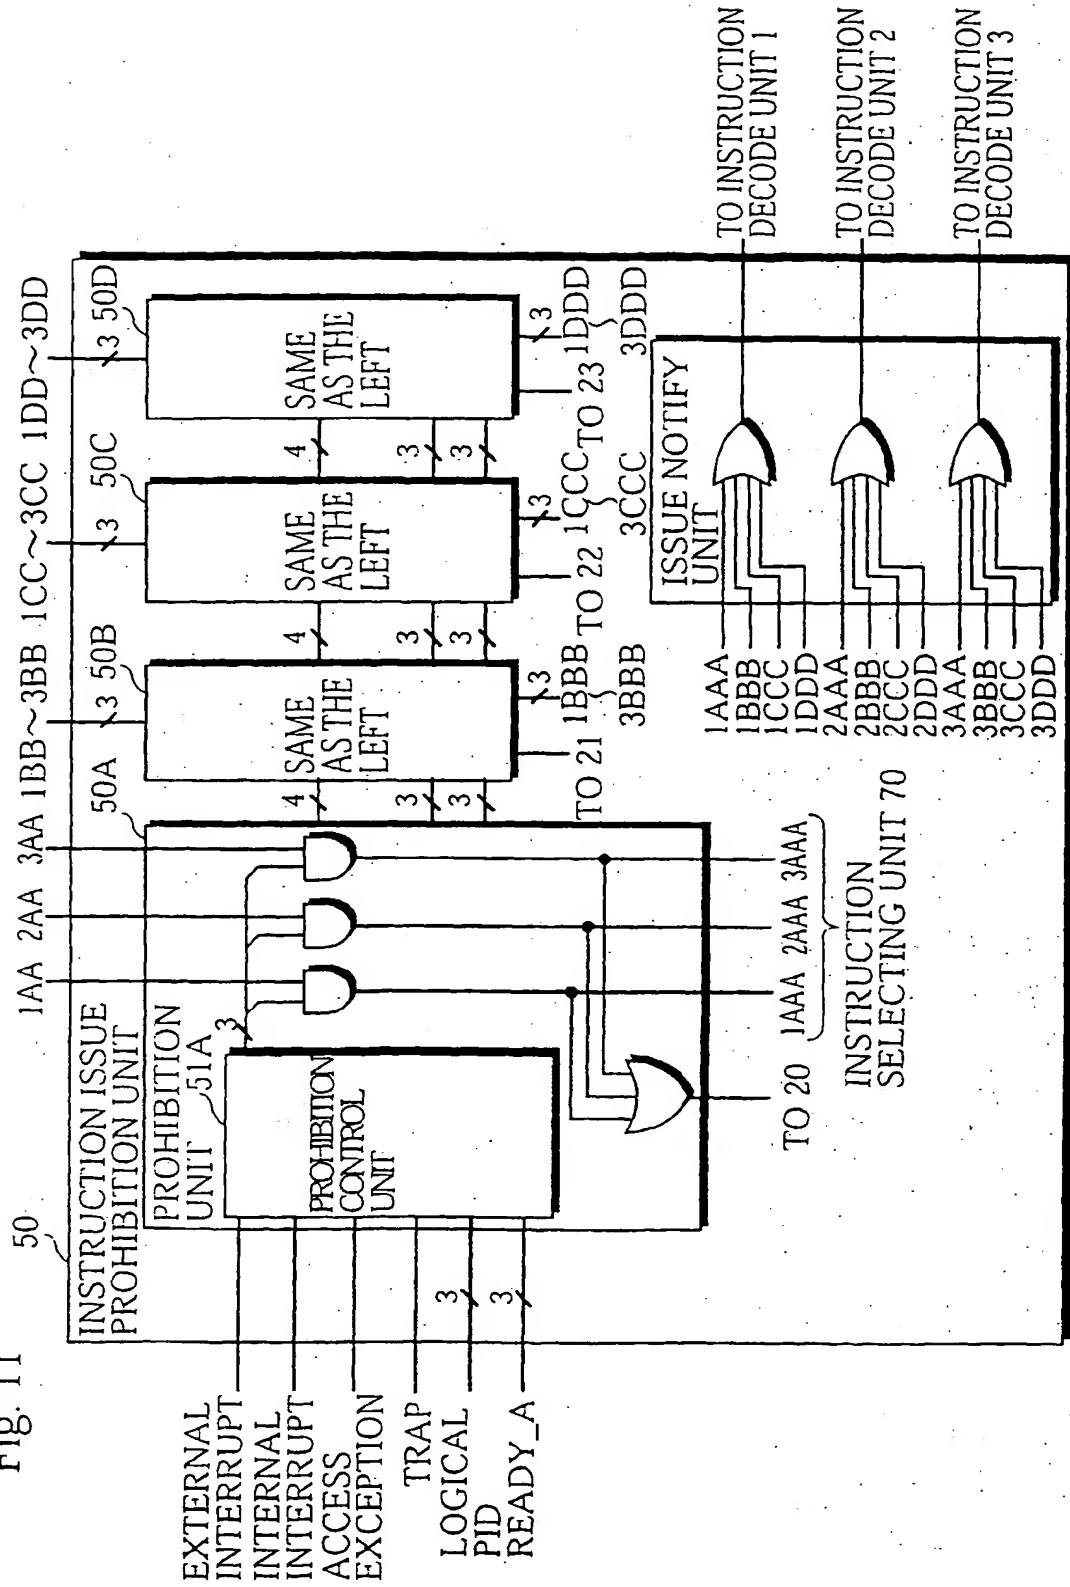 Fig. 11
50
INSTRUCTION ISSUE
PROHIBITION UNIT
1AA 2AA 3AA 1BB~3BB 1CC~3CC 1DD~3DD
3
3
3
50A
50B
50C
50D
PROHIBITION
UNIT
51A
3
PROHIBITION
CONTROL
UNIT
EXTERNAL
INTERRUPT
INTERNAL
INTERRUPT
ACCESS
EXCEPTION
TRAP
LOGICAL
PID
READY_A
3
3
4
3
3
SAME
AS THE
LEFT
4
3
3
SAME
AS THE
LEFT
4
3
3
SAME
AS THE
LEFT
3
3
3
TO 21
1BBB
3BBB
TO 22
1CCC
3CCC
TO 23
1DDD
3DDD
TO 20
1AAA 2AAA 3AAA
INSTRUCTION
SELECTING UNIT 70
ISSUE NOTIFY
UNIT
1AAA
1BBB
1CCC
1DDD
2AAA
2BBB
2CCC
2DDD
3AAA
3BBB
3CCC
3DDD
TO INSTRUCTION
DECODE UNIT 1
TO INSTRUCTION
DECODE UNIT 2
TO INSTRUCTION
DECODE UNIT 3